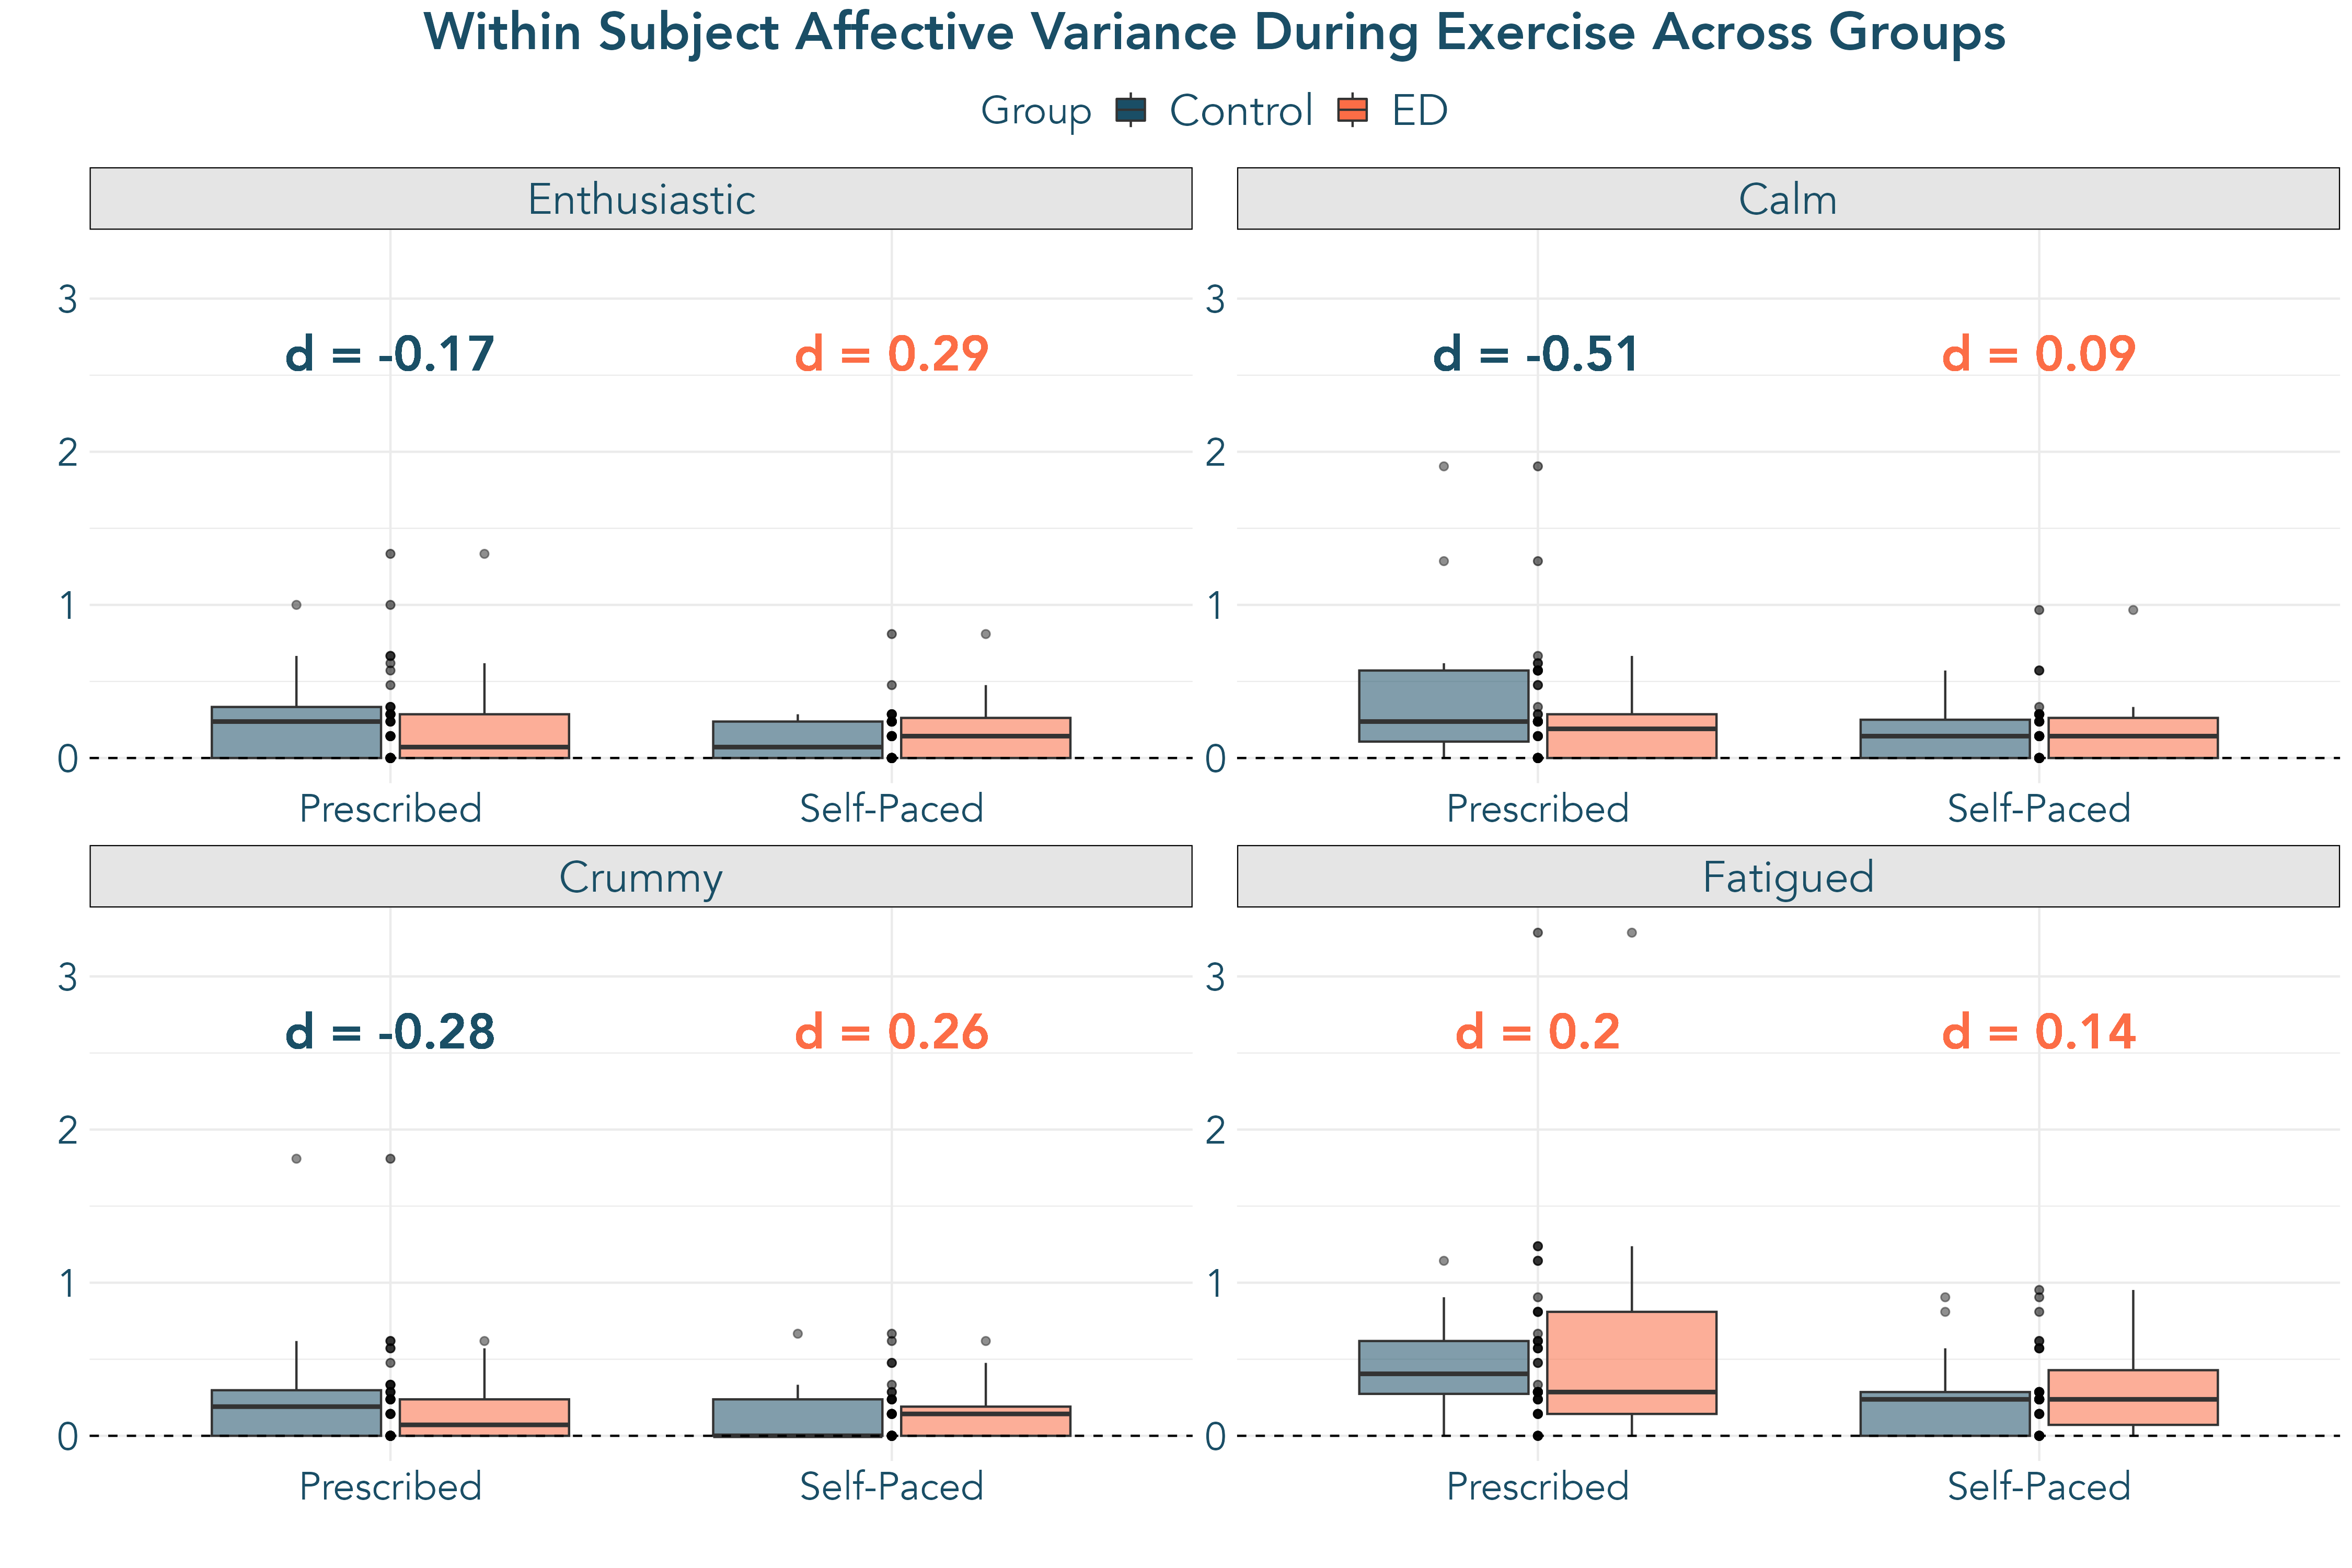 Within Subject Affective Variance During Exercise Across Groups
Group Control ED
Enthusiastic
3
2
1
0
d = -0.17
d = 0.29
Prescribed
Self-Paced
Calm
3
2
1
0
d = -0.51
d = 0.09
Prescribed
Self-Paced
Crummy
3
2
1
0
d = -0.28
d = 0.26
Prescribed
Self-Paced
Fatigued
3
2
1
0
d = 0.2
d = 0.14
Prescribed
Self-Paced